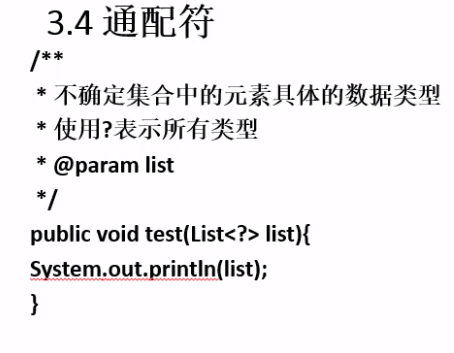 3.4 通配符
/**
* 不确定集合中的元素具体的数据类型
* 使用?表示所有类型
* @param list
*/
public void test(List<?> list){
System.out.println(list);
}